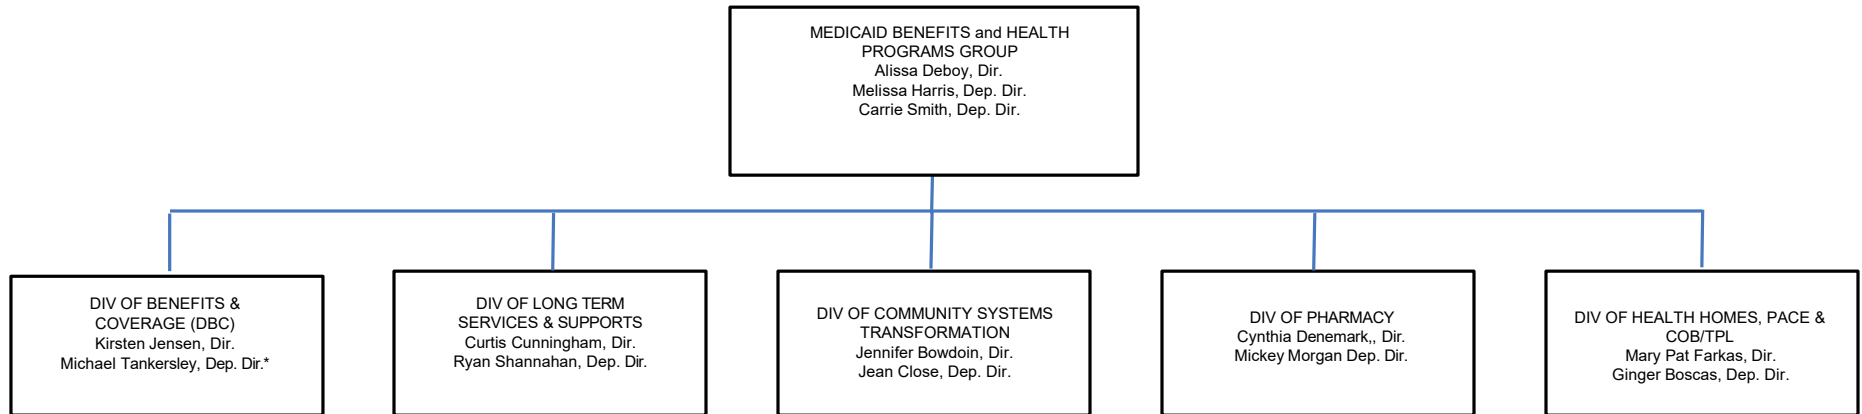 MEDICAID BENEFITS and HEALTH
PROGRAMS GROUP
Alissa Deboy, Dir.
Melissa Harris, Dep. Dir.
Carrie Smith, Dep. Dir.
DIV OF BENEFITS &
COVERAGE (DBC)
Kirsten Jensen, Dir.
Michael Tankersley, Dep. Dir.*
DIV OF LONG TERM
SERVICES & SUPPORTS
Curtis Cunningham, Dir.
Ryan Shannahan, Dep. Dir.
DIV OF COMMUNITY SYSTEMS
TRANSFORMATION
Jennifer Bowdoin, Dir.
Jean Close, Dep. Dir.
DIV OF PHARMACY
Cynthia Denemark,, Dir.
Mickey Morgan Dep. Dir.
DIV OF HEALTH HOMES, PACE &
COB/TPL
Mary Pat Farkas, Dir.
Ginger Boscas, Dep. Dir.